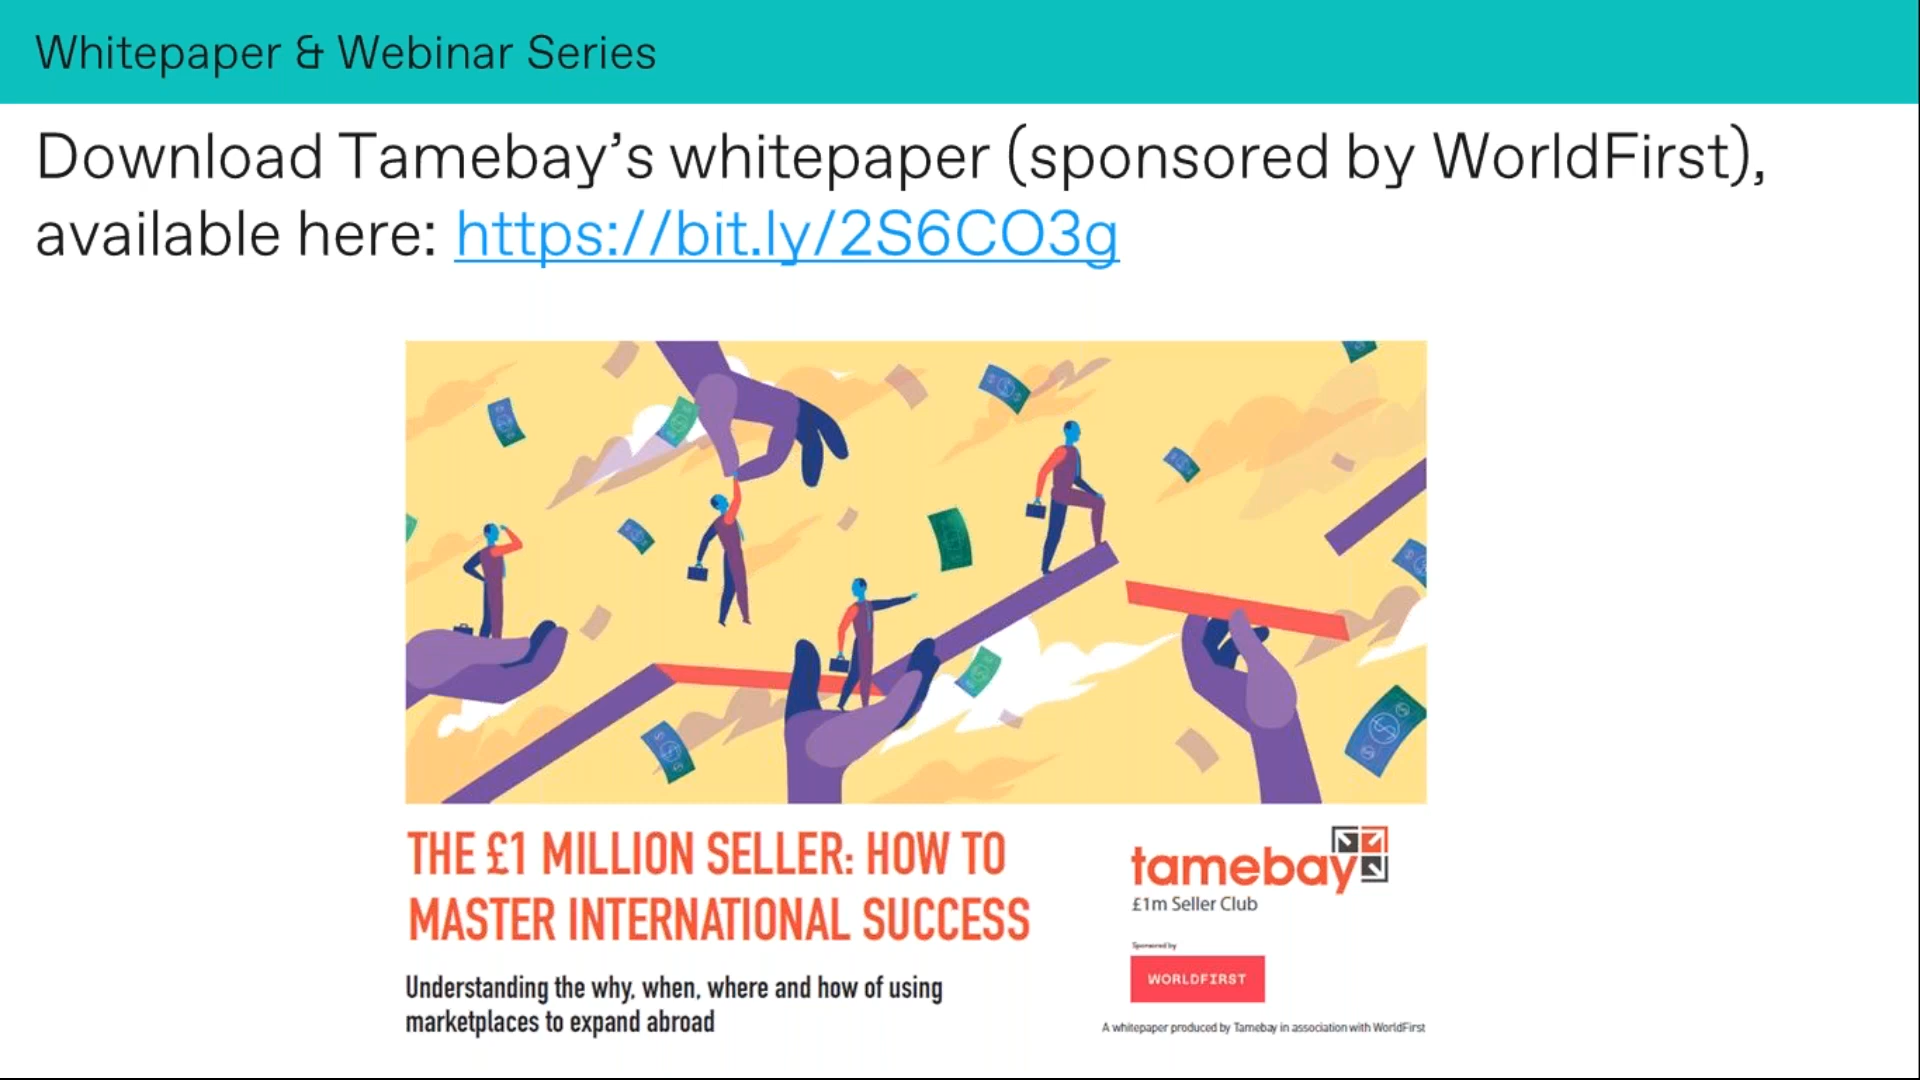 Whitepaper & Webinar Series
Download Tamebay’s whitepaper (sponsored by WorldFirst),
available here: https://bit.ly/2S6CO3g
THE £1 MILLION SELLER: HOW TO
MASTER INTERNATIONAL SUCCESS
Understanding the why, when, where and how of using
marketplaces to expand abroad
tamebay
£1m Seller Club
Sponsored by
WORLDFIRST
A whitepaper produced by Tamebay in association with WorldFirst